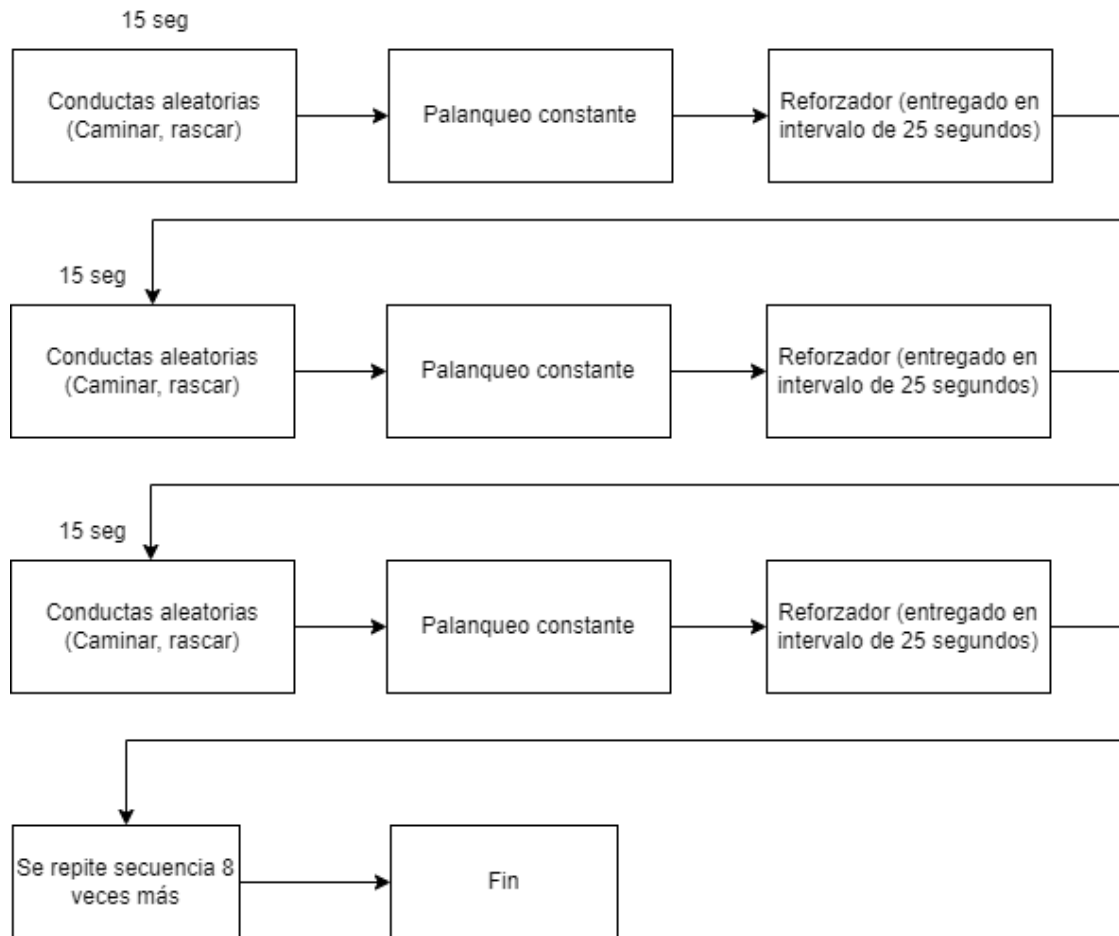 15 seg
Conductas aleatorias
(Caminar, rascar)
Palanqueo constante
Reforzador (entregado en
intervalo de 25 segundos)
15 seg
Conductas aleatorias
(Caminar, rascar)
Palanqueo constante
Reforzador (entregado en
intervalo de 25 segundos)
15 seg
Conductas aleatorias
(Caminar, rascar)
Palanqueo constante
Reforzador (entregado en
intervalo de 25 segundos)
Se repite secuencia 8
veces más
Fin